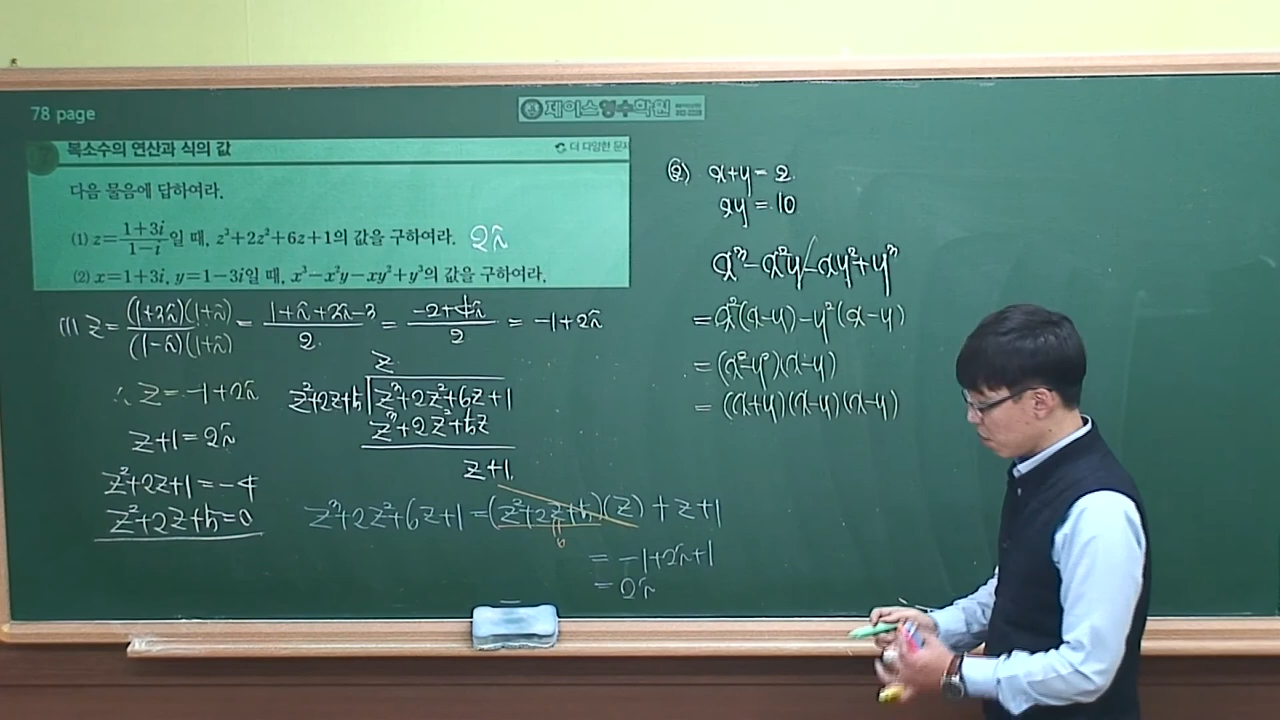 78 page
제이스영수학원
복소수의 연산과 식의 값
더 다양한 문제
다음 물음에 답하여라.
(1) z=\frac{1+3i}{1-i}일 때, z³+2z²+6z+1의 값을 구하여라. 2i
(2) x=1+3i, y=1-3i일 때, x³-x²y-xy²+y³의 값을 구하여라.
(1) z=\frac{(1+3i)(1+i)}{(1-i)(1+i)} = \frac{1+i+3i-3}{2} = \frac{-2+4i}{2} = -1+2i
∴ z=-1+2i
z+1=2i
z²+2z+1=-4
z²+2z+5=0
z
z²+2z+5 z³+2z²+6z+1
z³+2z²+5z
z+1
z³+2z²+6z+1=(z²+2z+5)(z)+z+1
0
= -1+2i+1
= 2i
(2) x+y=2
xy=10
x³-x²y-xy²+y³
=x²(x-y)-y²(x-y)
=(x²-y²)(x-y)
=(x+y)(x-y)(x-y)